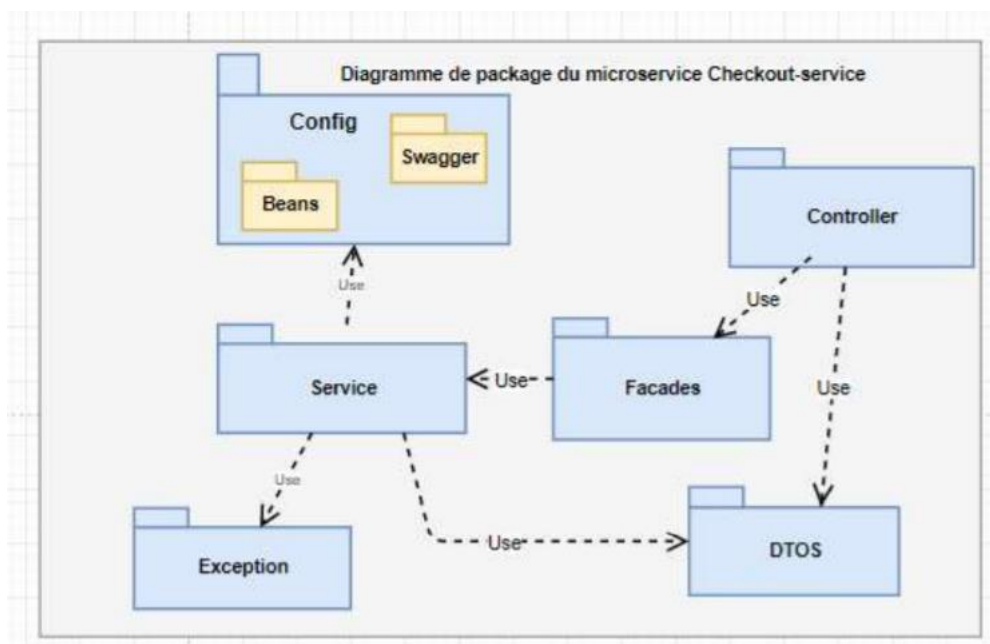 Diagramme de package du microservice Checkout-service
Config
Swagger
Beans
Controller
Use
Use
Service
Use
Facades
Use
Use
Exception
Use
DTOS